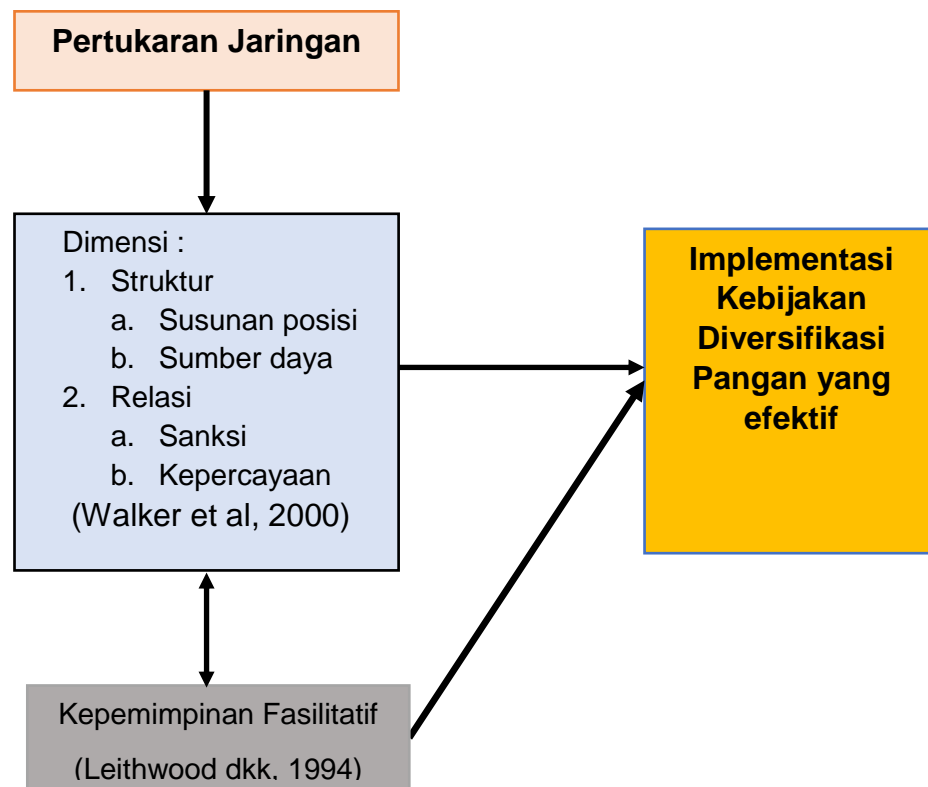 Pertukaran Jaringan
Dimensi :
1. Struktur
a. Susunan posisi
b. Sumber daya
2. Relasi
a. Sanksi
b. Kepercayaan
(Walker et al, 2000)
Implementasi
Kebijakan
Diversifikasi
Pangan yang
efektif
Kepemimpinan Fasilitatif
(Leithwood dkk, 1994)